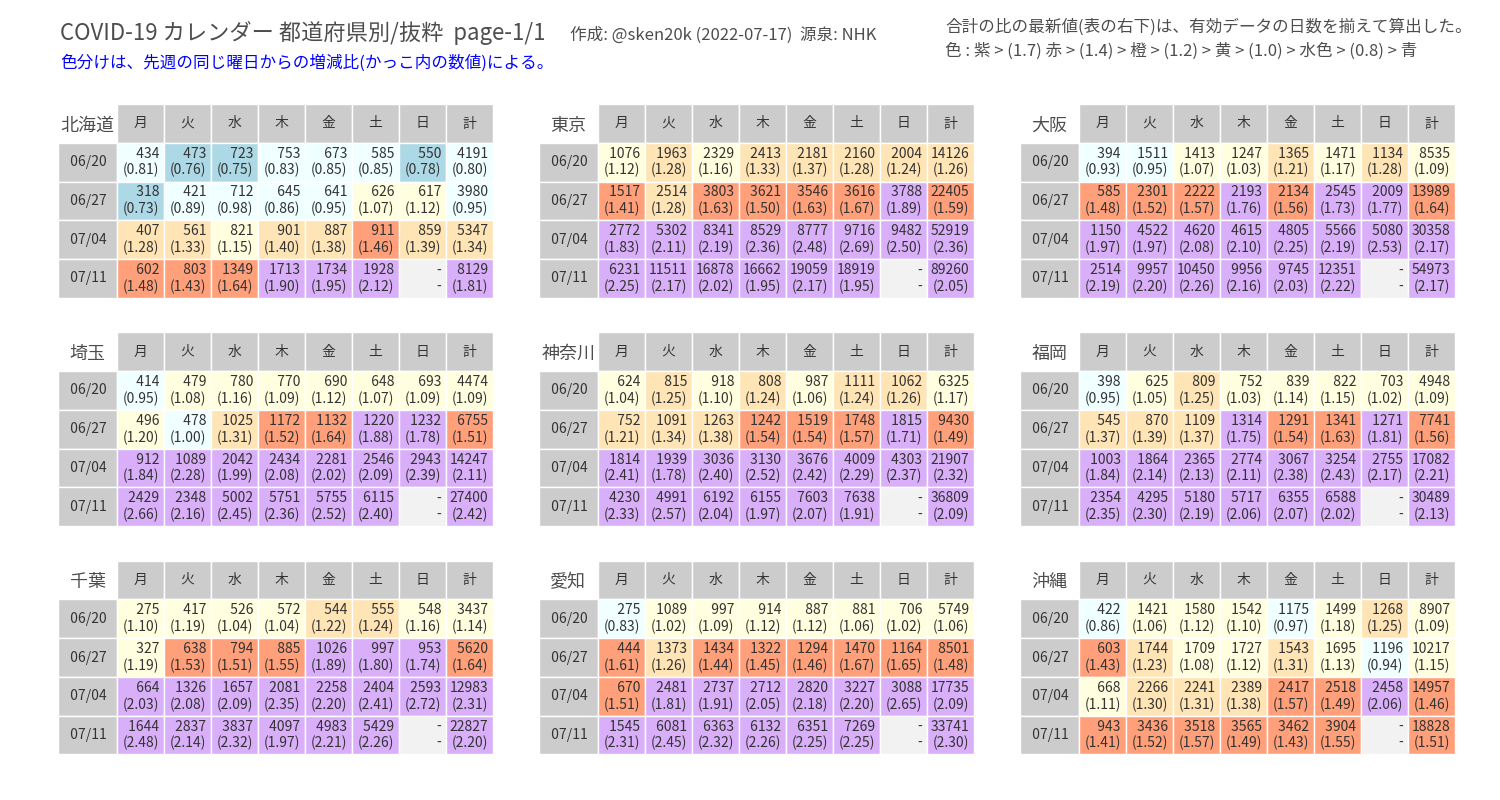 COVID-19 カレンダー 都道府県別/抜粋 page-1/1 作成: @sken20k (2022-07-17) 源泉: NHK
色分けは、先週の同じ曜日からの増減比(かっこ内の数値)による。
合計の比の最新値(表の右下)は、有効データの日数を揃えて算出した。
色 : 紫 > (1.7) 赤 > (1.4) > 橙 > (1.2) > 黄 > (1.0) > 水色 > (0.8) > 青
北海道 月 火 水 木 金 土 日 計
06/20 434 473 723 753 673 585 550 4191
(0.81) (0.76) (0.75) (0.83) (0.85) (0.85) (0.78) (0.80)
06/27 318 421 712 645 641 626 617 3980
(0.73) (0.89) (0.98) (0.86) (0.95) (1.07) (1.12) (0.95)
07/04 407 561 821 901 887 911 859 5347
(1.28) (1.33) (1.15) (1.40) (1.38) (1.46) (1.39) (1.34)
07/11 602 803 1349 1713 1734 1928 - 8129
(1.48) (1.43) (1.64) (1.90) (1.95) (2.12) - (1.81)
東京 月 火 水 木 金 土 日 計
06/20 1076 1963 2329 2413 2181 2160 2004 14126
(1.12) (1.28) (1.16) (1.33) (1.37) (1.28) (1.24) (1.26)
06/27 1517 2514 3803 3621 3546 3616 3788 22405
(1.41) (1.28) (1.63) (1.50) (1.63) (1.67) (1.89) (1.59)
07/04 2772 5302 8341 8529 8777 9716 9482 52919
(1.83) (2.11) (2.19) (2.36) (2.48) (2.69) (2.50) (2.36)
07/11 6231 11511 16878 16662 19059 18919 - 89260
(2.25) (2.17) (2.02) (1.95) (2.17) (1.95) - (2.05)
大阪 月 火 水 木 金 土 日 計
06/20 394 1511 1413 1247 1365 1471 1134 8535
(0.93) (0.95) (1.07) (1.03) (1.21) (1.17) (1.28) (1.09)
06/27 585 2301 2222 2193 2134 2545 2009 13989
(1.48) (1.52) (1.57) (1.76) (1.56) (1.73) (1.77) (1.64)
07/04 1150 4522 4620 4615 4805 5566 5080 30358
(1.97) (1.97) (2.08) (2.10) (2.25) (2.19) (2.53) (2.17)
07/11 2514 9957 10450 9956 9745 12351 - 54973
(2.19) (2.20) (2.26) (2.16) (2.03) (2.22) - (2.17)
埼玉 月 火 水 木 金 土 日 計
06/20 414 479 780 770 690 648 693 4474
(0.95) (1.08) (1.16) (1.09) (1.12) (1.07) (1.09) (1.09)
06/27 496 478 1025 1172 1132 1220 1232 6755
(1.20) (1.00) (1.31) (1.52) (1.64) (1.88) (1.78) (1.51)
07/04 912 1089 2042 2434 2281 2546 2943 14247
(1.84) (2.28) (1.99) (2.08) (2.02) (2.09) (2.39) (2.11)
07/11 2429 2348 5002 5751 5755 6115 - 27400
(2.66) (2.16) (2.45) (2.36) (2.52) (2.40) - (2.42)
神奈川 月 火 水 木 金 土 日 計
06/20 624 815 918 808 987 1111 1062 6325
(1.04) (1.25) (1.10) (1.24) (1.06) (1.24) (1.26) (1.17)
06/27 752 1091 1263 1242 1519 1748 1815 9430
(1.21) (1.34) (1.38) (1.54) (1.54) (1.57) (1.71) (1.49)
07/04 1814 1939 3036 3130 3676 4009 4303 21907
(2.41) (1.78) (2.40) (2.52) (2.42) (2.29) (2.37) (2.32)
07/11 4230 4991 6192 6155 7603 7638 - 36809
(2.33) (2.57) (2.04) (1.97) (2.07) (1.91) - (2.09)
福岡 月 火 水 木 金 土 日 計
06/20 398 625 809 752 839 822 703 4948
(0.95) (1.05) (1.25) (1.03) (1.14) (1.15) (1.02) (1.09)
06/27 545 870 1109 1314 1291 1341 1271 7741
(1.37) (1.39) (1.37) (1.75) (1.54) (1.63) (1.81) (1.56)
07/04 1003 1864 2365 2774 3067 3254 2755 17082
(1.84) (2.14) (2.13) (2.11) (2.38) (2.43) (2.17) (2.21)
07/11 2354 4295 5180 5717 6355 6588 - 30489
(2.35) (2.30) (2.19) (2.06) (2.07) (2.02) - (2.13)
千葉 月 火 水 木 金 土 日 計
06/20 275 417 526 572 544 555 548 3437
(1.10) (1.19) (1.04) (1.04) (1.22) (1.24) (1.16) (1.14)
06/27 327 638 794 885 1026 997 953 5620
(1.19) (1.53) (1.51) (1.55) (1.89) (1.80) (1.74) (1.64)
07/04 664 1326 1657 2081 2258 2404 2593 12983
(2.03) (2.08) (2.09) (2.35) (2.20) (2.41) (2.72) (2.31)
07/11 1644 2837 3837 4097 4983 5429 - 22827
(2.48) (2.14) (2.32) (1.97) (2.21) (2.26) - (2.20)
愛知 月 火 水 木 金 土 日 計
06/20 275 1089 997 914 887 881 706 5749
(0.83) (1.02) (1.09) (1.12) (1.12) (1.06) (1.02) (1.06)
06/27 444 1373 1434 1322 1294 1470 1164 8501
(1.61) (1.26) (1.44) (1.45) (1.46) (1.67) (1.65) (1.48)
07/04 670 2481 2737 2712 2820 3227 3088 17735
(1.51) (1.81) (1.91) (2.05) (2.18) (2.20) (2.65) (2.09)
07/11 1545 6081 6363 6132 6351 7269 - 33741
(2.31) (2.45) (2.32) (2.26) (2.25) (2.25) - (2.30)
沖縄 月 火 水 木 金 土 日 計
06/20 422 1421 1580 1542 1175 1499 1268 8907
(0.86) (1.06) (1.12) (1.10) (0.97) (1.18) (1.25) (1.09)
06/27 603 1744 1709 1727 1543 1695 1196 10217
(1.43) (1.23) (1.08) (1.12) (1.31) (1.13) (0.94) (1.15)
07/04 668 2266 2241 2389 2417 2518 2458 14957
(1.11) (1.30) (1.31) (1.38) (1.57) (1.49) (2.06) (1.46)
07/11 943 3436 3518 3565 3462 3904 - 18828
(1.41) (1.52) (1.57) (1.49) (1.43) (1.55) - (1.51)